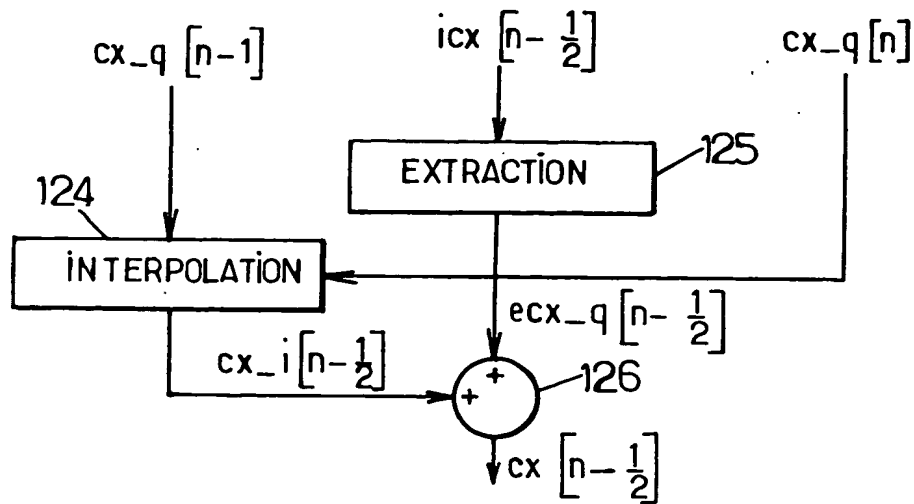 cx_q [n-1]
icx [n- 1/2]
cx_q [n]
EXTRACTiON
125
124
iNTERPOLATiON
ecx_q [n- 1/2]
cx_i [n- 1/2]
+
+
126
cx [n- 1/2]